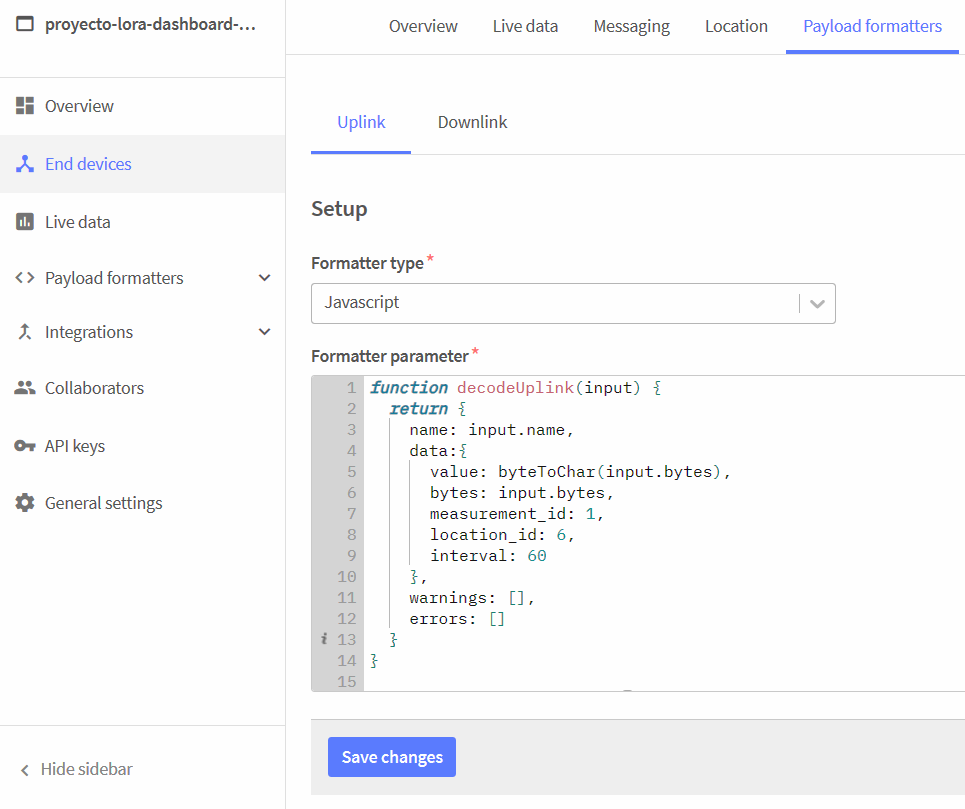 proyecto-lora-dashboard-...
Overview
End devices
Live data
Payload formatters
Integrations
Collaborators
API keys
General settings
Hide sidebar
Overview Live data Messaging Location Payload formatters
Uplink Downlink
Setup
Formatter type*
Javascript
Formatter parameter*
1 function decodeUplink(input) {
2 return {
3 name: input.name,
4 data:{
5 value: byteToChar(input.bytes),
6 bytes: input.bytes,
7 measurement_id: 1,
8 location_id: 6,
9 interval: 60
10 },
11 warnings: [],
12 errors: []
i 13 }
14 }
15
Save changes